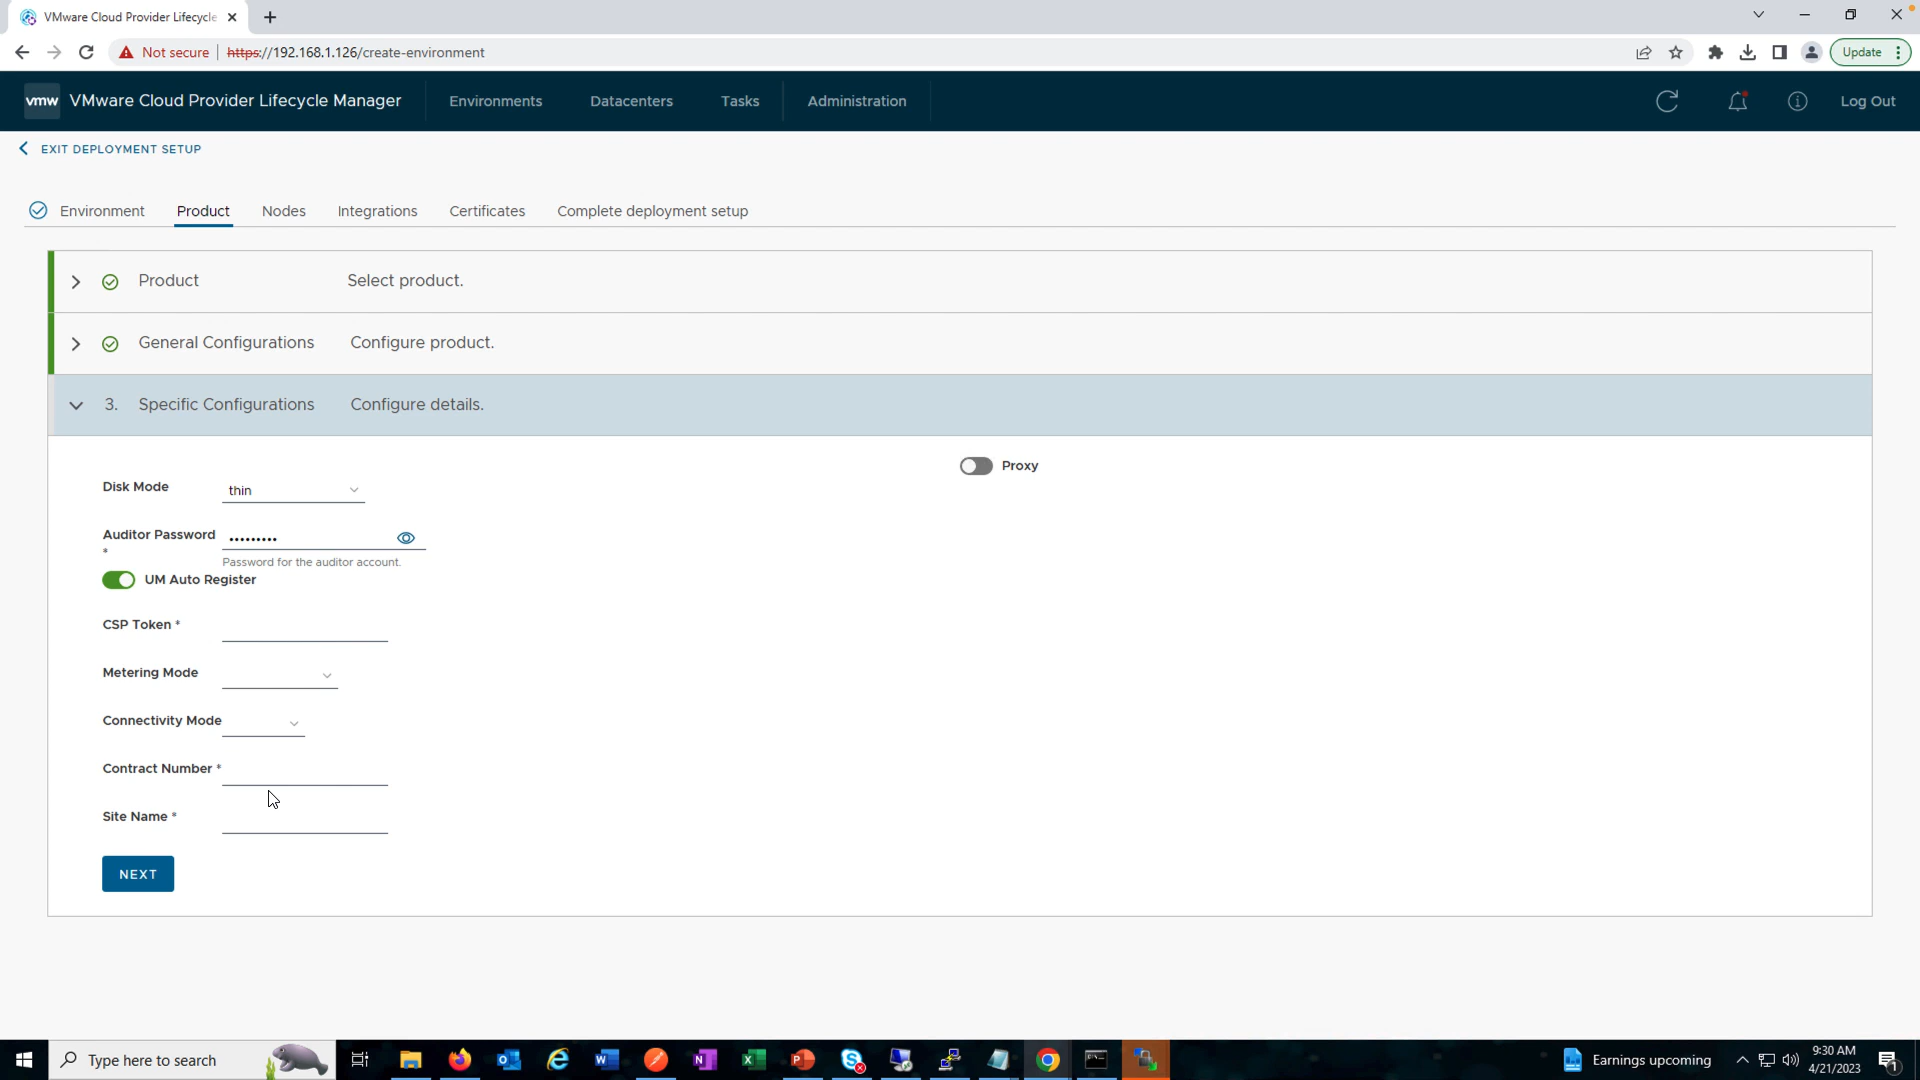 VMware Cloud Provider Lifecycle
Not secure https://192.168.1.126/create-environment
Update
vmw VMware Cloud Provider Lifecycle Manager Environments Datacenters Tasks Administration Log Out
EXIT DEPLOYMENT SETUP
Environment Product Nodes Integrations Certificates Complete deployment setup
Product Select product.
General Configurations Configure product.
3. Specific Configurations Configure details.
Proxy
Disk Mode thin
Auditor Password •••••••••
*
Password for the auditor account.
UM Auto Register
CSP Token *
Metering Mode
Connectivity Mode
Contract Number *
Site Name *
NEXT
Type here to search
Earnings upcoming
9:30 AM
4/21/2023
1